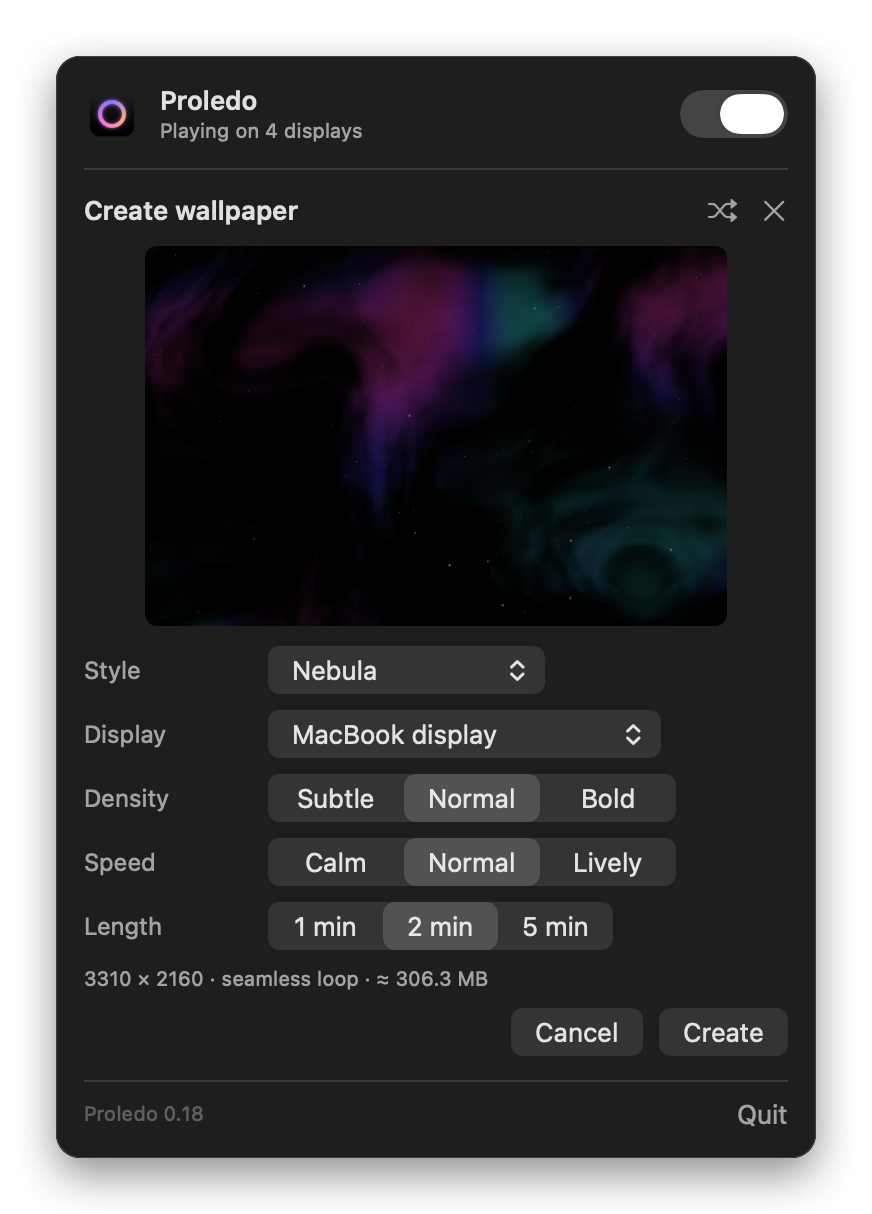 Proledo
Playing on 4 displays
Create wallpaper
Style
Nebula
Display
MacBook display
Density
Subtle
Normal
Bold
Speed
Calm
Normal
Lively
Length
1 min
2 min
5 min
3310 × 2160 · seamless loop · ≈ 306.3 MB
Cancel
Create
Proledo 0.18
Quit